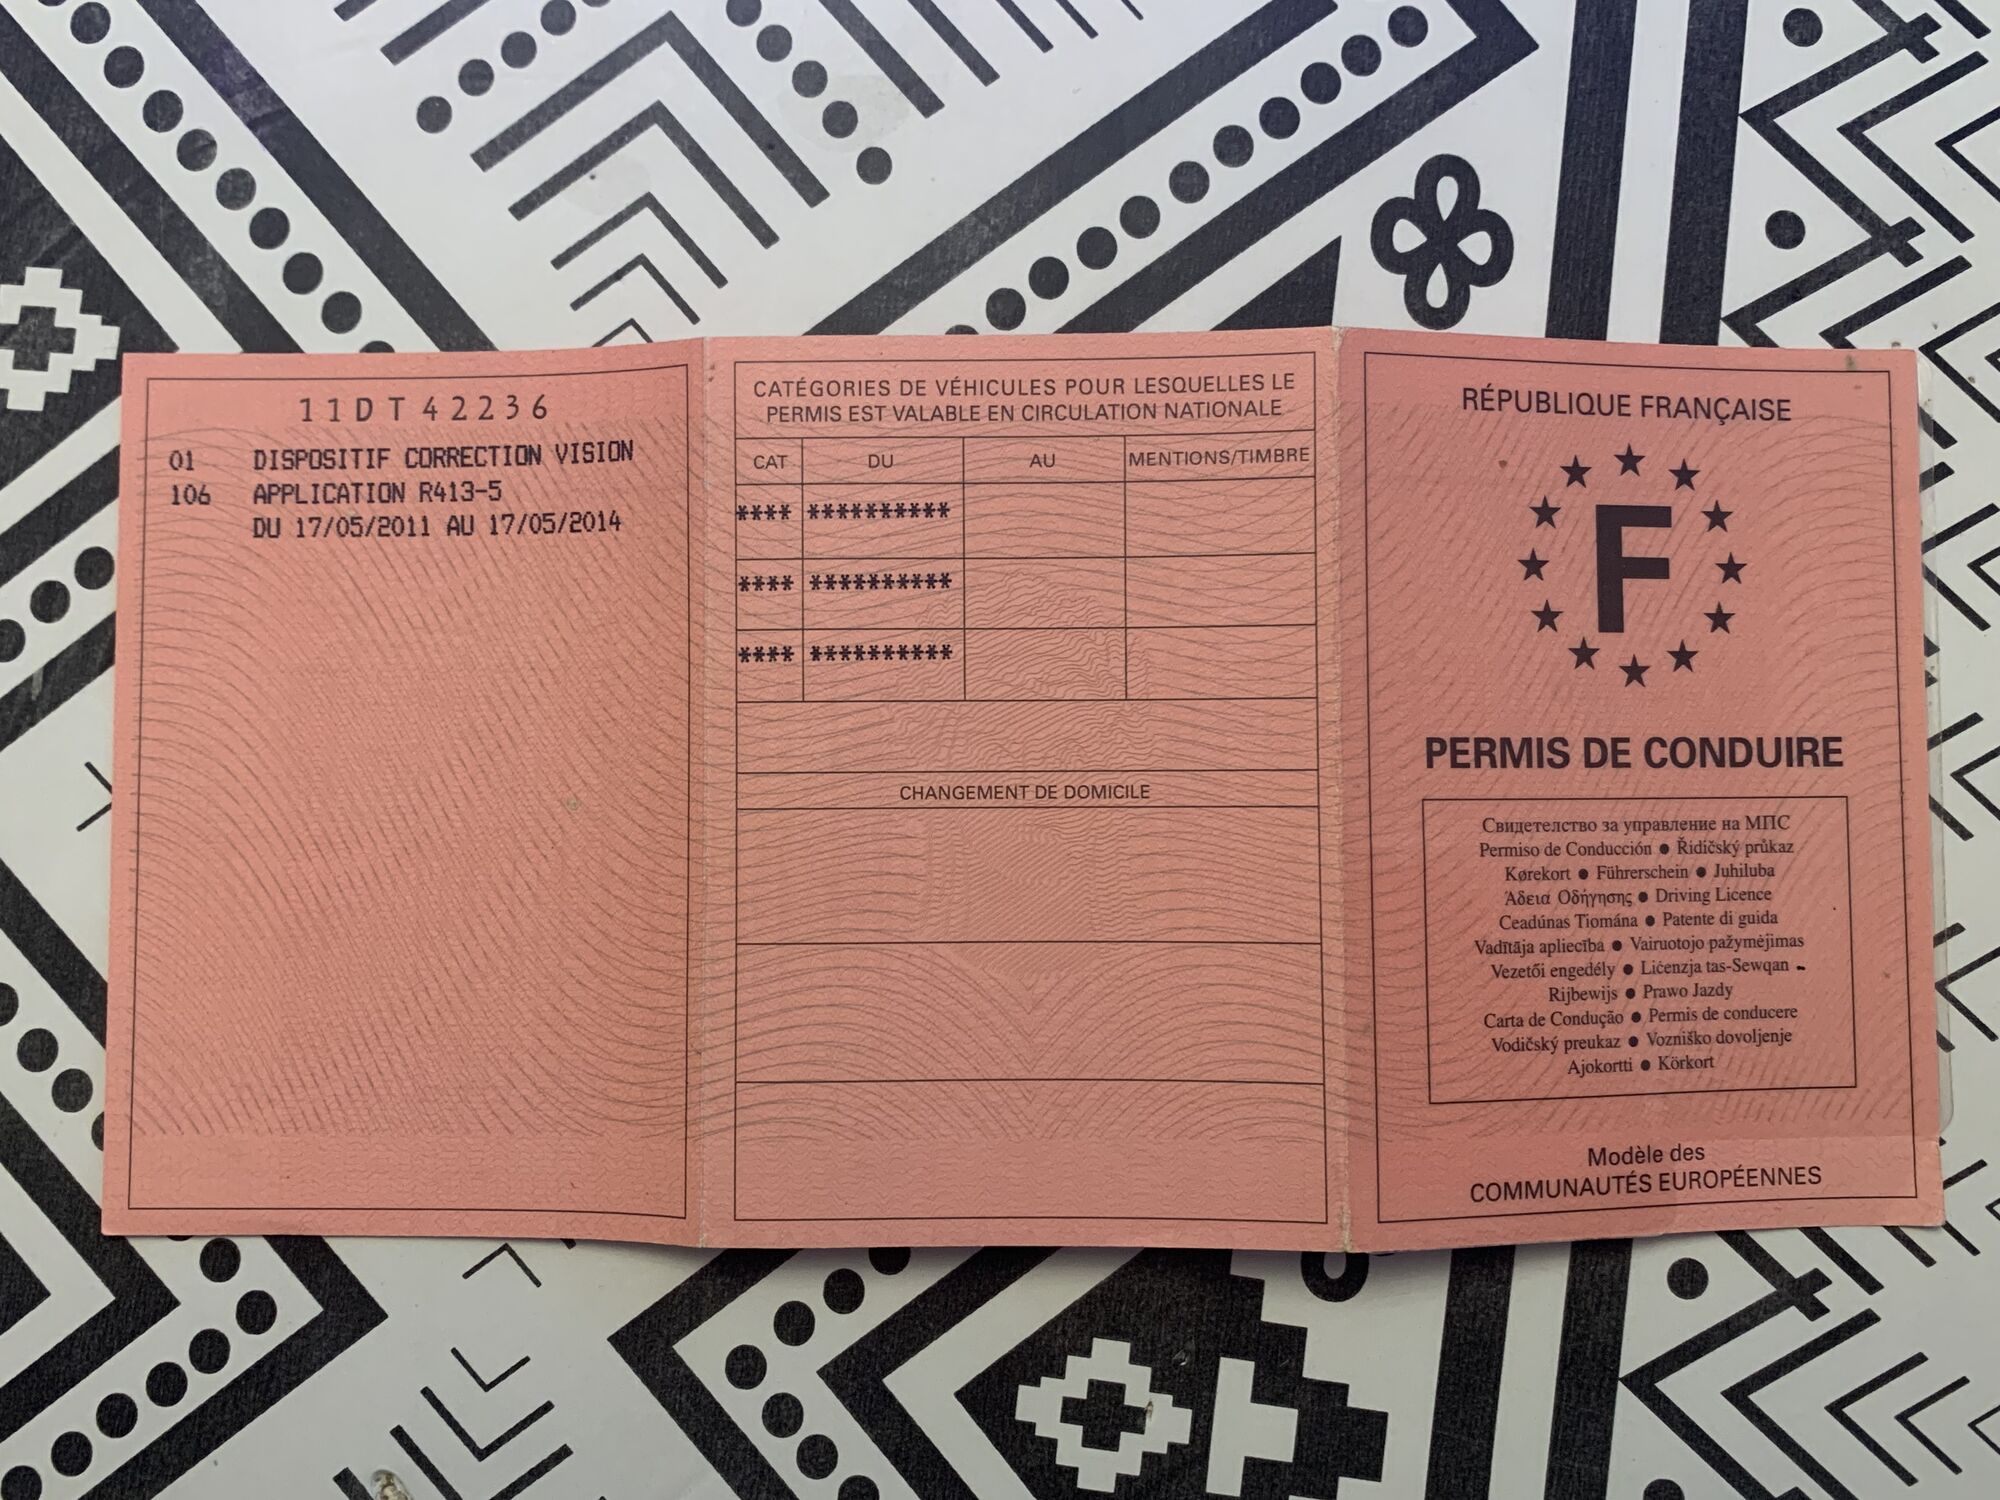 11DT42236
01 DISPOSITIF CORRECTION VISION
106 APPLICATION R413-5
DU 17/05/2011 AU 17/05/2014
CATÉGORIES DE VÉHICULES POUR LESQUELLES LE
PERMIS EST VALABLE EN CIRCULATION NATIONALE
CAT DU AU MENTIONS/TIMBRE
**** **********
**** **********
**** **********
CHANGEMENT DE DOMICILE
RÉPUBLIQUE FRANÇAISE
F
PERMIS DE CONDUIRE
Свидетелство за управление на МПС
Permiso de Conducción ● Řidičský průkaz
Kørekort ● Führerschein ● Juhiluba
Άδεια Οδήγησης ● Driving Licence
Ceadúnas Tiomána ● Patente di guida
Vadītāja apliecība ● Vairuotojo pažymėjimas
Vezetői engedély ● Liċenzja tas-Sewqan
Rijbewijs ● Prawo Jazdy
Carta de Condução ● Permis de conducere
Vodičský preukaz ● Vozniško dovoljenje
Ajokortti ● Körkort
Modèle des
COMMUNAUTÉS EUROPÉENNES